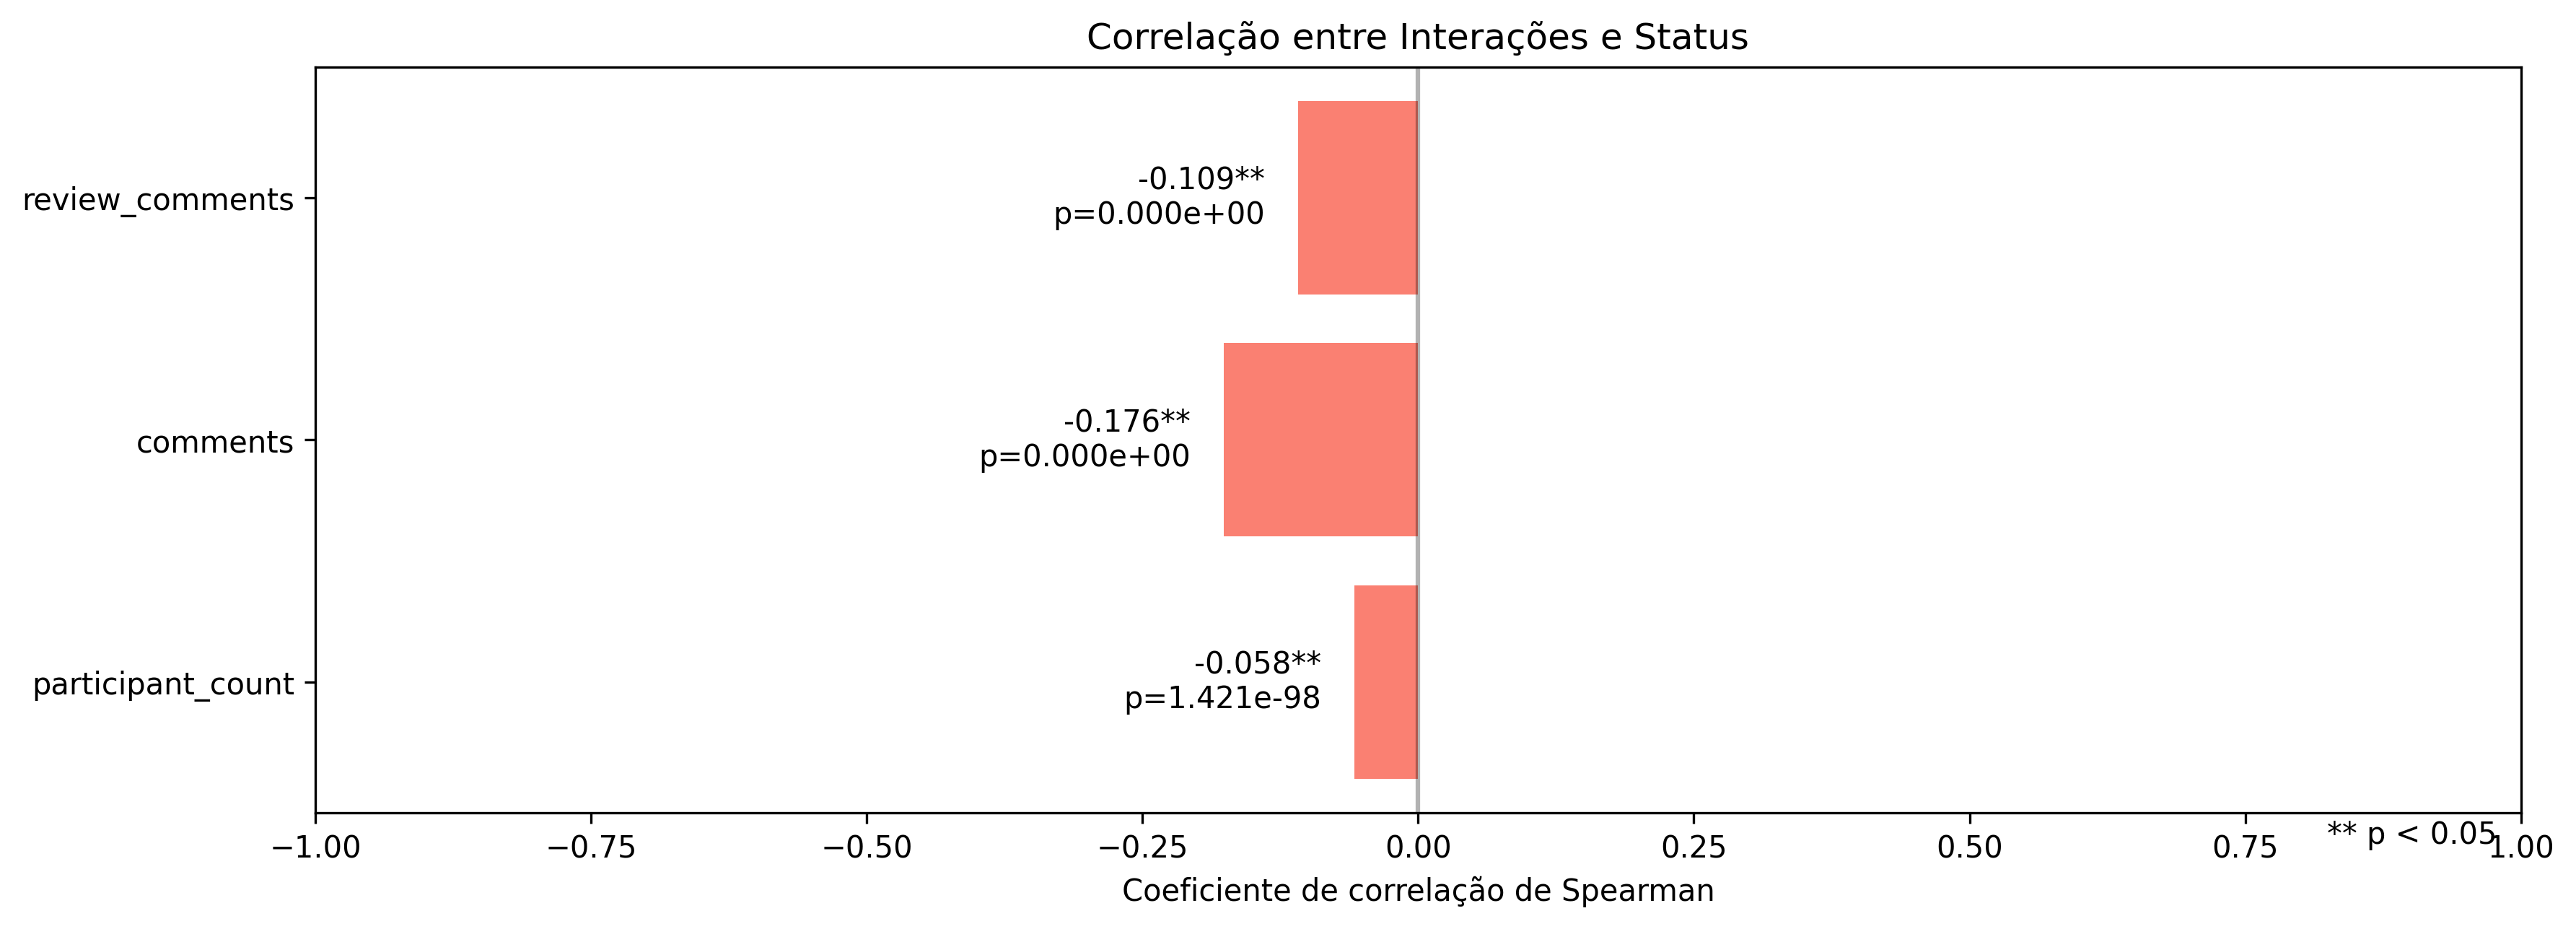 Correlação entre Interações e Status
review_comments
-0.109**
p=0.000e+00
comments
-0.176**
p=0.000e+00
participant_count
-0.058**
p=1.421e-98
−1.00 −0.75 −0.50 −0.25 0.00 0.25 0.50 0.75 1.00
** p < 0.05
Coeficiente de correlação de Spearman